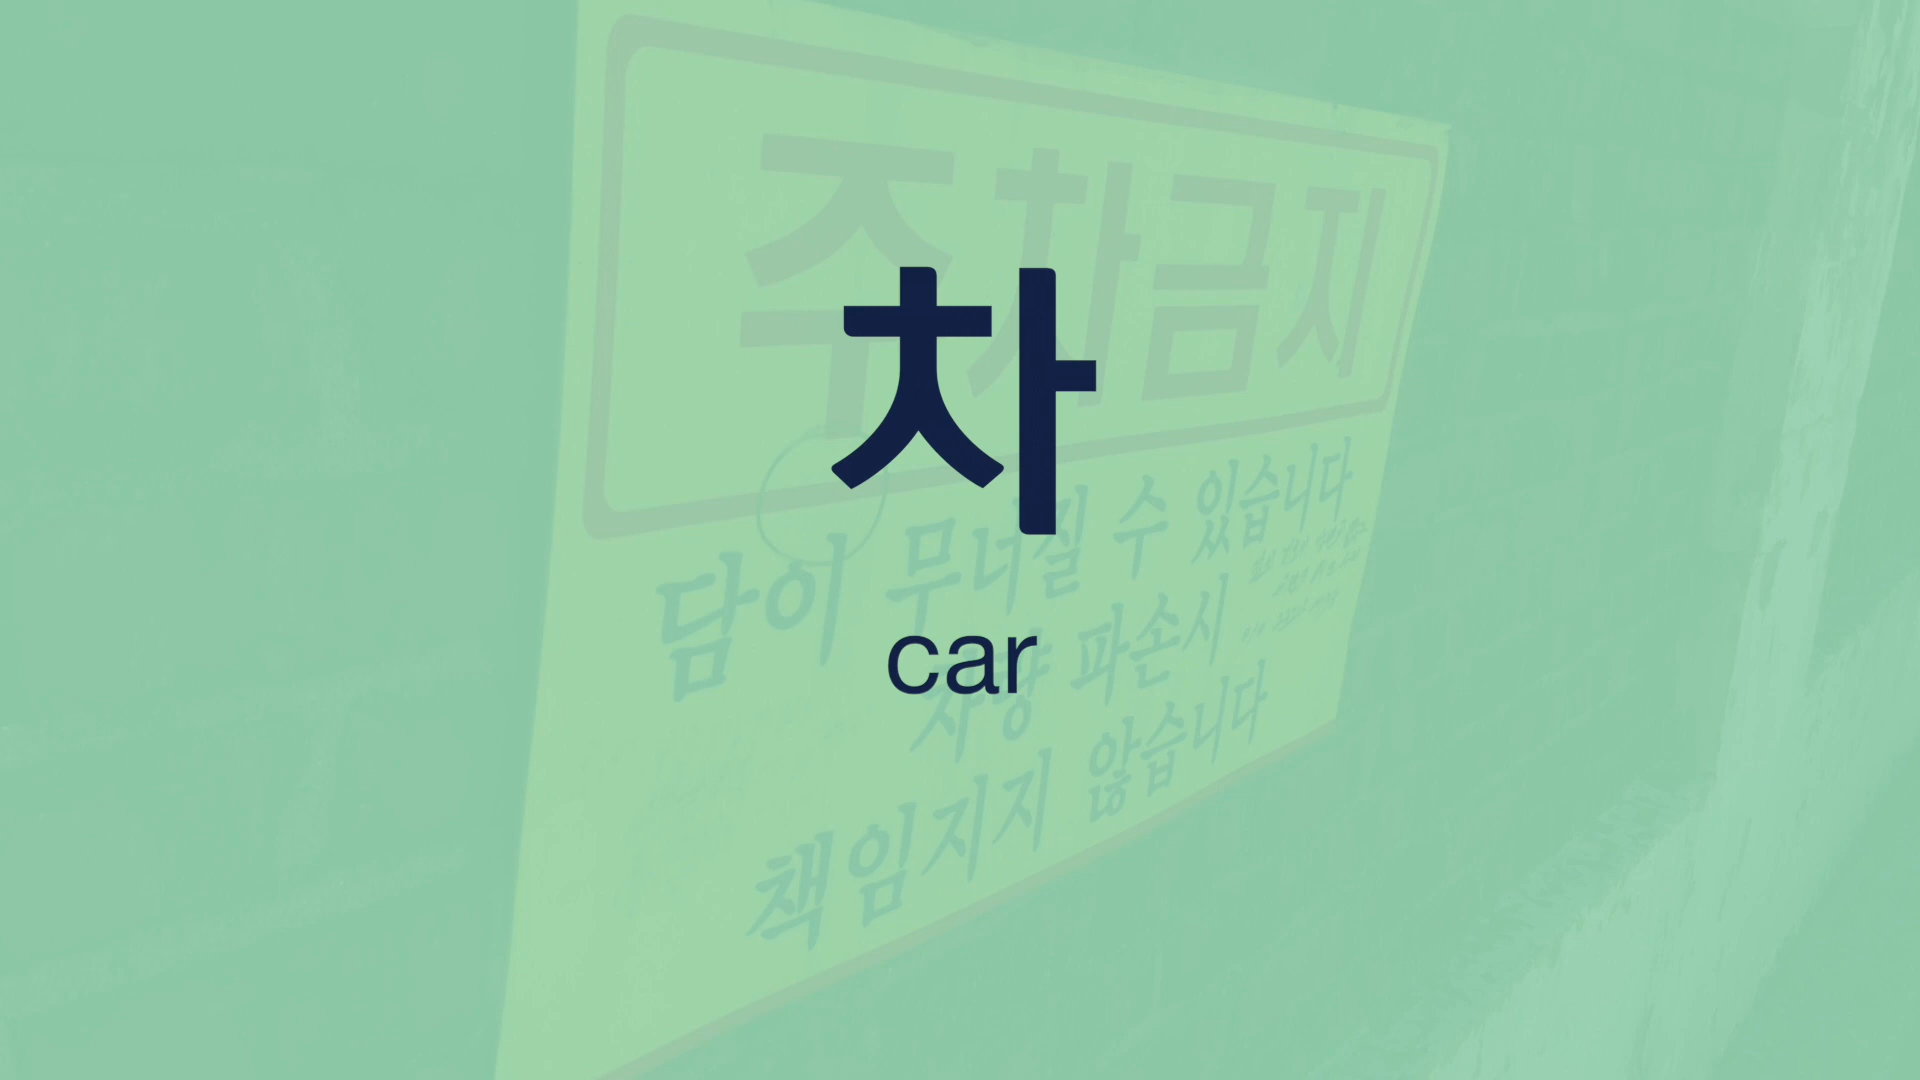 주차금지
차
담이 무너질 수 있습니다
car
차량 파손시
책임지지 않습니다